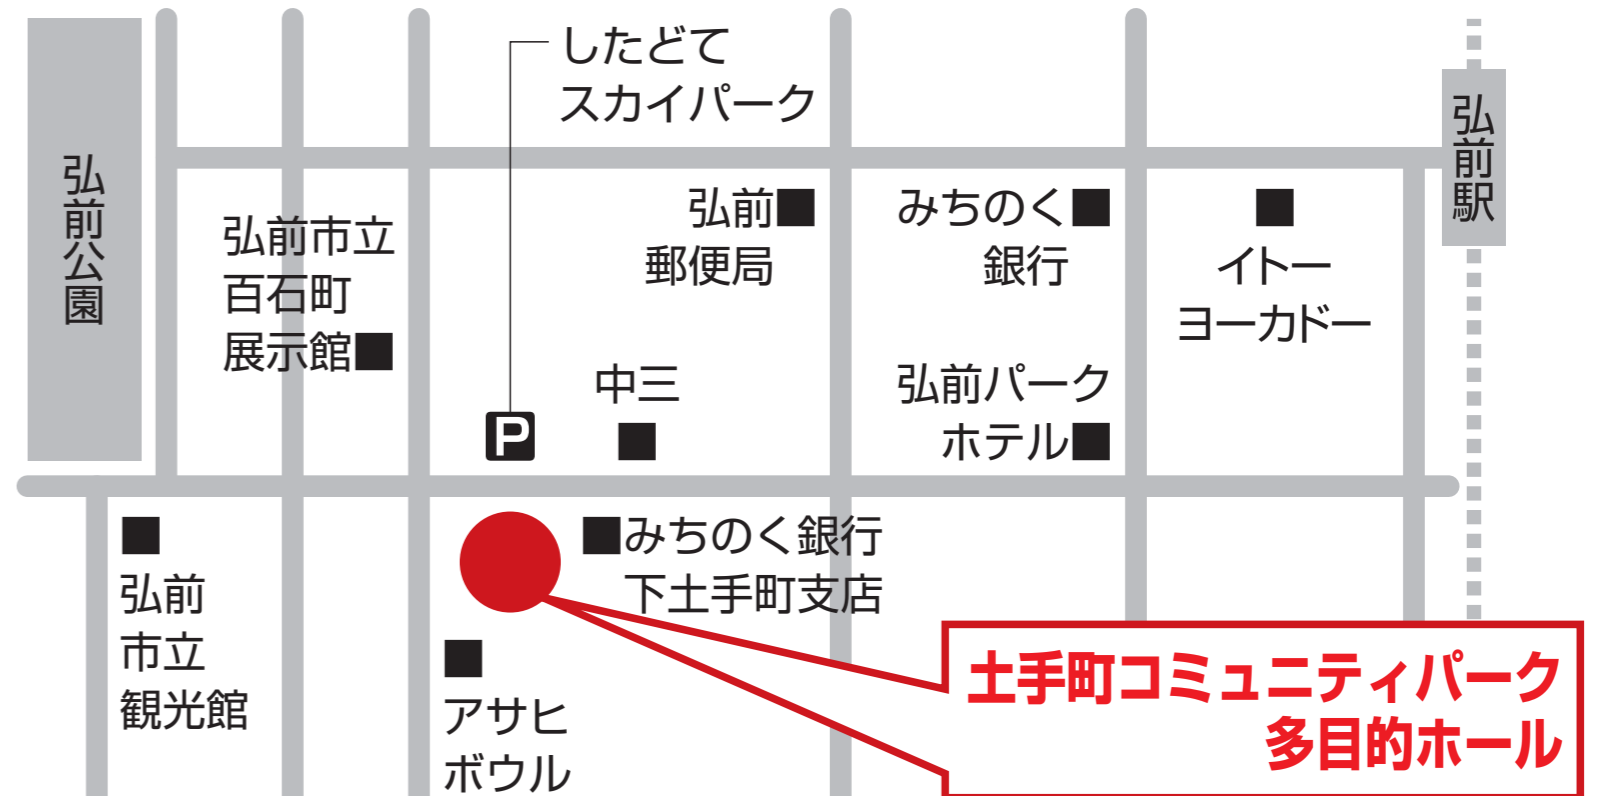 したどて
スカイパーク
弘前公園
弘前駅
弘前■
郵便局
みちのく■
銀行
■
イトー
ヨーカドー
弘前市立
百石町
展示館■
中三
■
P
弘前パーク
ホテル■
■
弘前
市立
観光館
■みちのく銀行
下土手町支店
■
アサヒ
ボウル
土手町コミュニティパーク
多目的ホール